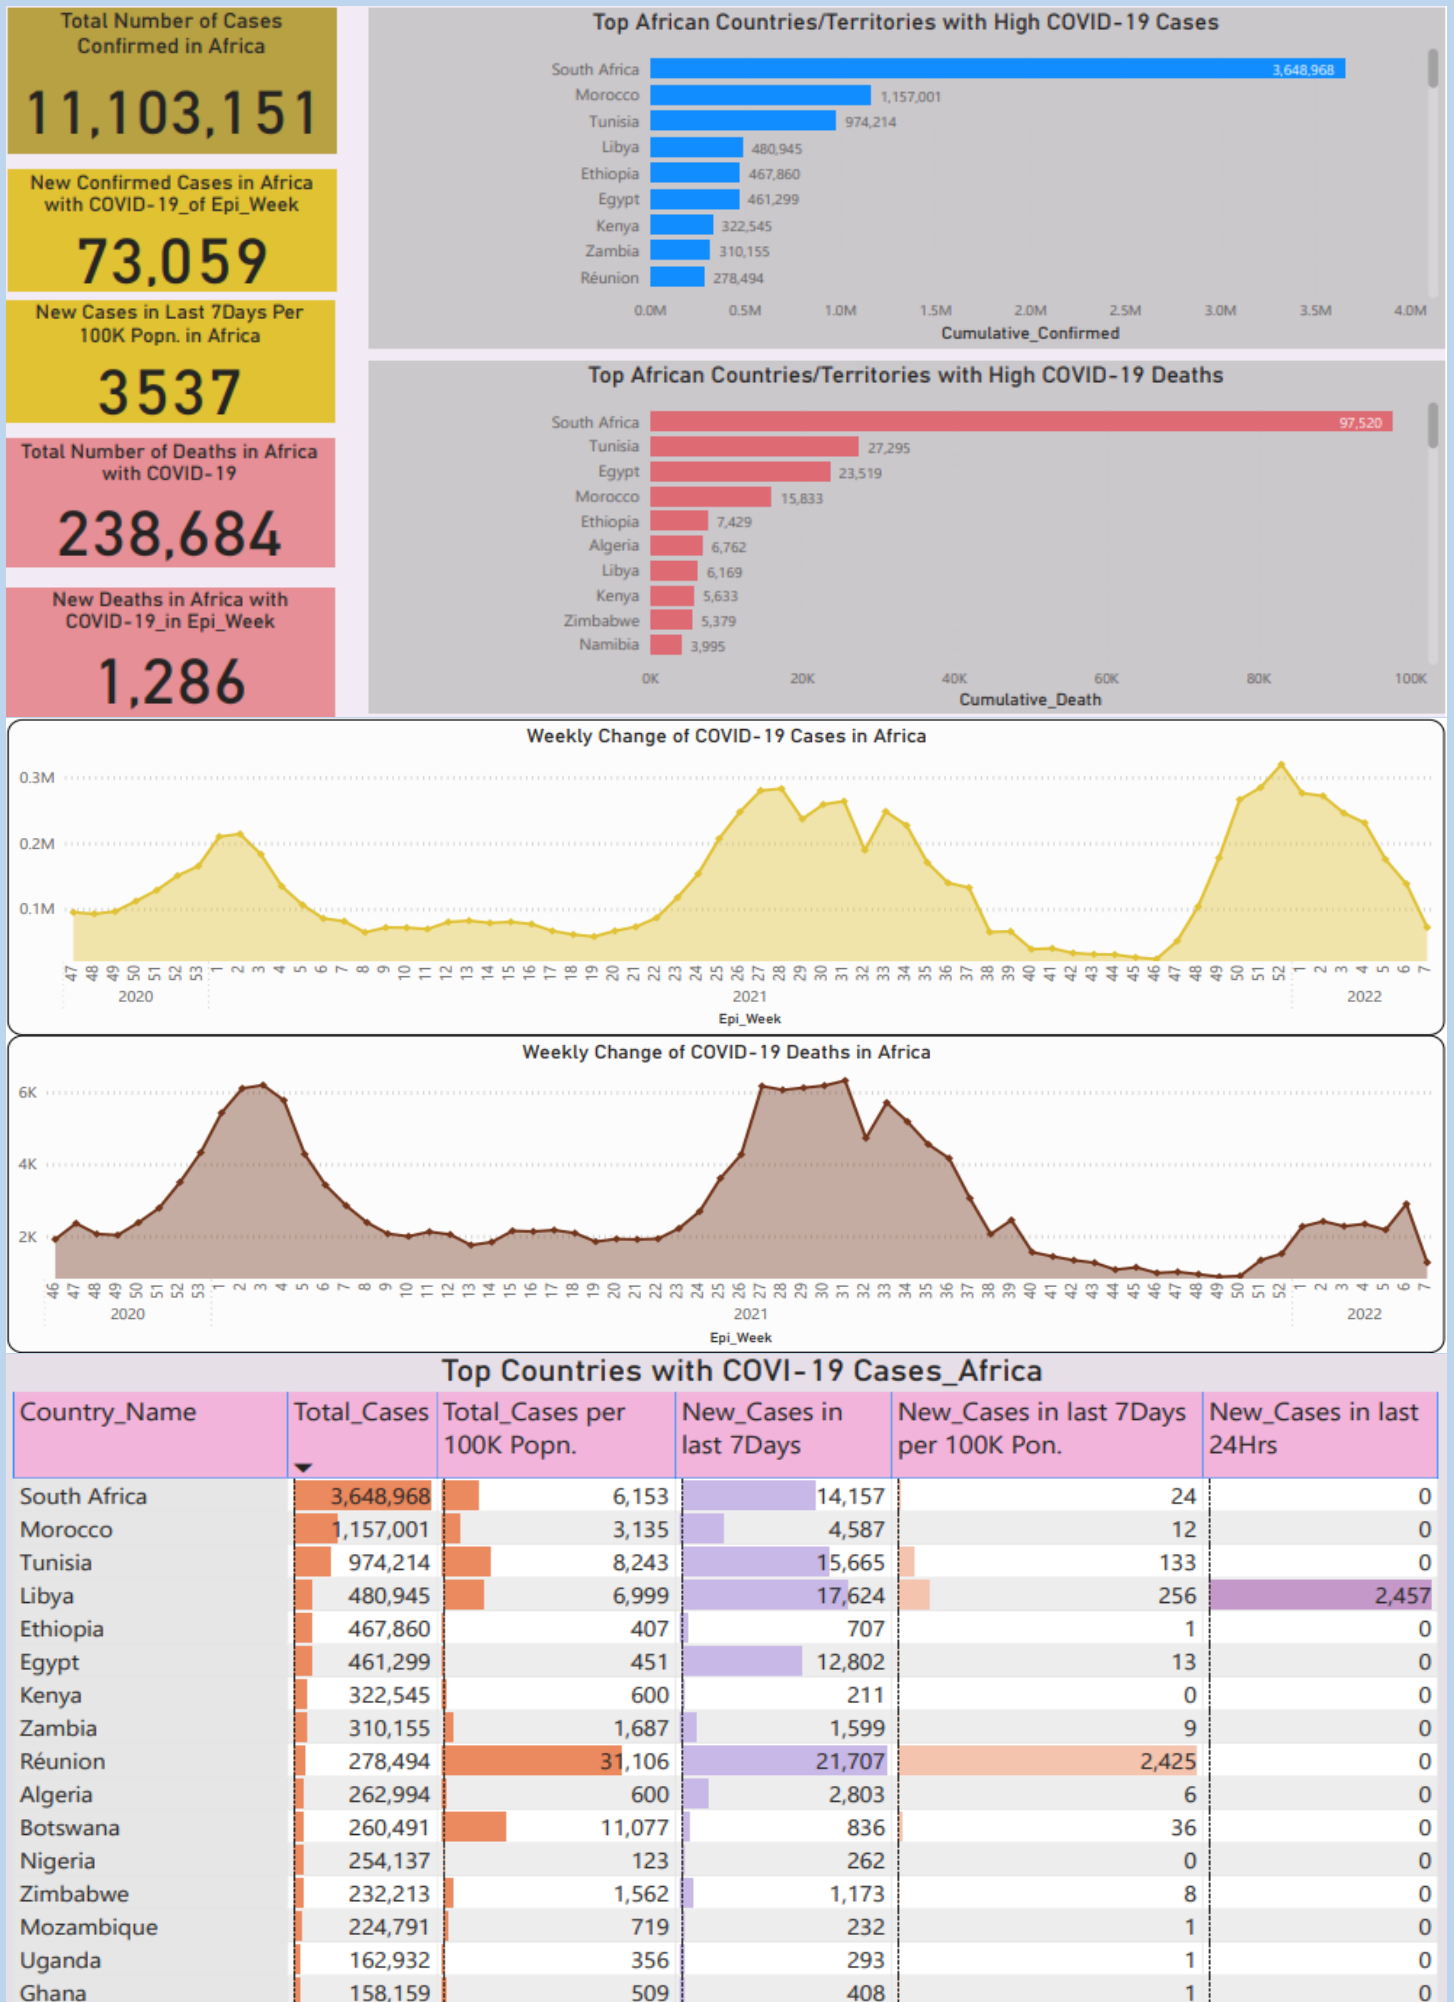 Total Number of Cases
Confirmed in Africa
11,103,151
New Confirmed Cases in Africa
with COVID-19_of Epi_Week
73,059
New Cases in Last 7Days Per
100K Popn. in Africa
3537
Total Number of Deaths in Africa
with COVID-19
238,684
New Deaths in Africa with
COVID-19_in Epi_Week
1,286
Top African Countries/Territories with High COVID-19 Cases
South Africa 3,648,968
Morocco 1,157,001
Tunisia 974,214
Libya 480,945
Ethiopia 467,860
Egypt 461,299
Kenya 322,545
Zambia 310,155
Réunion 278,494
0.0M 0.5M 1.0M 1.5M 2.0M 2.5M 3.0M 3.5M 4.0M
Cumulative_Confirmed
Top African Countries/Territories with High COVID-19 Deaths
South Africa 97,520
Tunisia 27,295
Egypt 23,519
Morocco 15,833
Ethiopia 7,429
Algeria 6,762
Libya 6,169
Kenya 5,633
Zimbabwe 5,379
Namibia 3,995
0K 20K 40K 60K 80K 100K
Cumulative_Death
Weekly Change of COVID-19 Cases in Africa
0.3M
0.2M
0.1M
47 48 49 50 51 52 53 1 2 3 4 5 6 7 8 9 10 11 12 13 14 15 16 17 18 19 20 21 22 23 24 25 26 27 28 29 30 31 32 33 34 35 36 37 38 39 40 41 42 43 44 45 46 47 48 49 50 51 52 1 2 3 4 5 6 7
2020 2021 2022
Epi_Week
Weekly Change of COVID-19 Deaths in Africa
6K
4K
2K
46 47 48 49 50 51 52 53 1 2 3 4 5 6 7 8 9 10 11 12 13 14 15 16 17 18 19 20 21 22 23 24 25 26 27 28 29 30 31 32 33 34 35 36 37 38 39 40 41 42 43 44 45 46 47 48 49 50 51 52 1 2 3 4 5 6 7
2020 2021 2022
Epi_Week
Top Countries with COVI-19 Cases_Africa
Country_Name Total_Cases Total_Cases per New_Cases in New_Cases in last 7Days New_Cases in last
100K Popn. last 7Days per 100K Pon. 24Hrs
South Africa 3,648,968 6,153 14,157 24 0
Morocco 1,157,001 3,135 4,587 12 0
Tunisia 974,214 8,243 15,665 133 0
Libya 480,945 6,999 17,624 256 2,457
Ethiopia 467,860 407 707 1 0
Egypt 461,299 451 12,802 13 0
Kenya 322,545 600 211 0 0
Zambia 310,155 1,687 1,599 9 0
Réunion 278,494 31,106 21,707 2,425 0
Algeria 262,994 600 2,803 6 0
Botswana 260,491 11,077 836 36 0
Nigeria 254,137 123 262 0 0
Zimbabwe 232,213 1,562 1,173 8 0
Mozambique 224,791 719 232 1 0
Uganda 162,932 356 293 1 0
Ghana 158,159 509 408 1 0